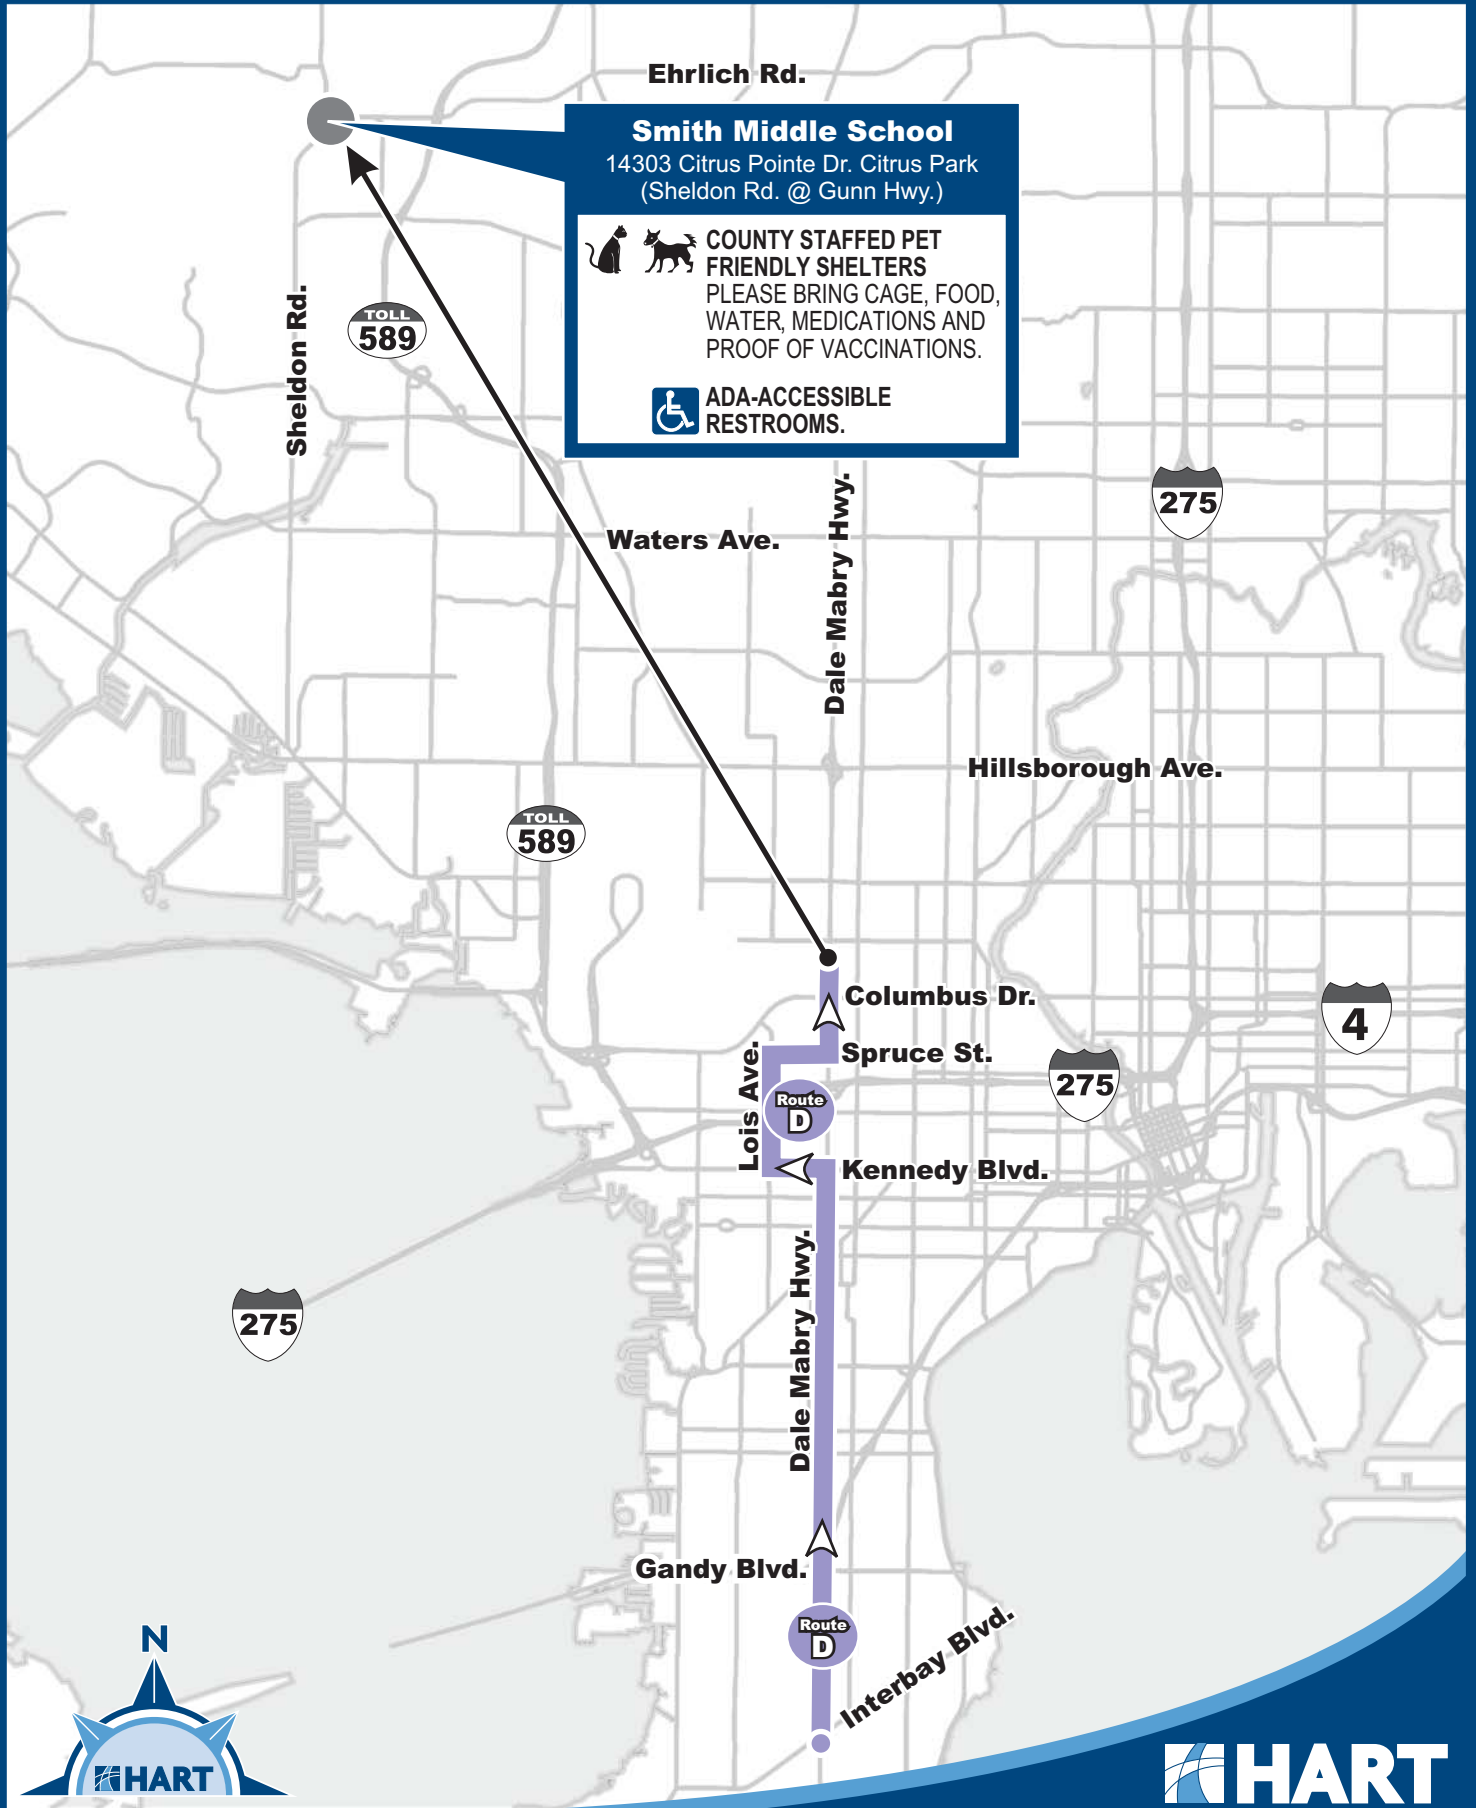 Ehrlich Rd.
Smith Middle School
14303 Citrus Pointe Dr. Citrus Park
(Sheldon Rd. @ Gunn Hwy.)
COUNTY STAFFED PET
FRIENDLY SHELTERS
PLEASE BRING CAGE, FOOD,
WATER, MEDICATIONS AND
PROOF OF VACCINATIONS.
ADA-ACCESSIBLE
RESTROOMS.
Sheldon Rd.
TOLL
589
275
Dale Mabry Hwy.
Waters Ave.
Hillsborough Ave.
TOLL
589
Columbus Dr.
4
Spruce St.
275
Lois Ave.
Route
D
Kennedy Blvd.
275
Dale Mabry Hwy.
Gandy Blvd.
Route
D
Interbay Blvd.
N
HART
HART